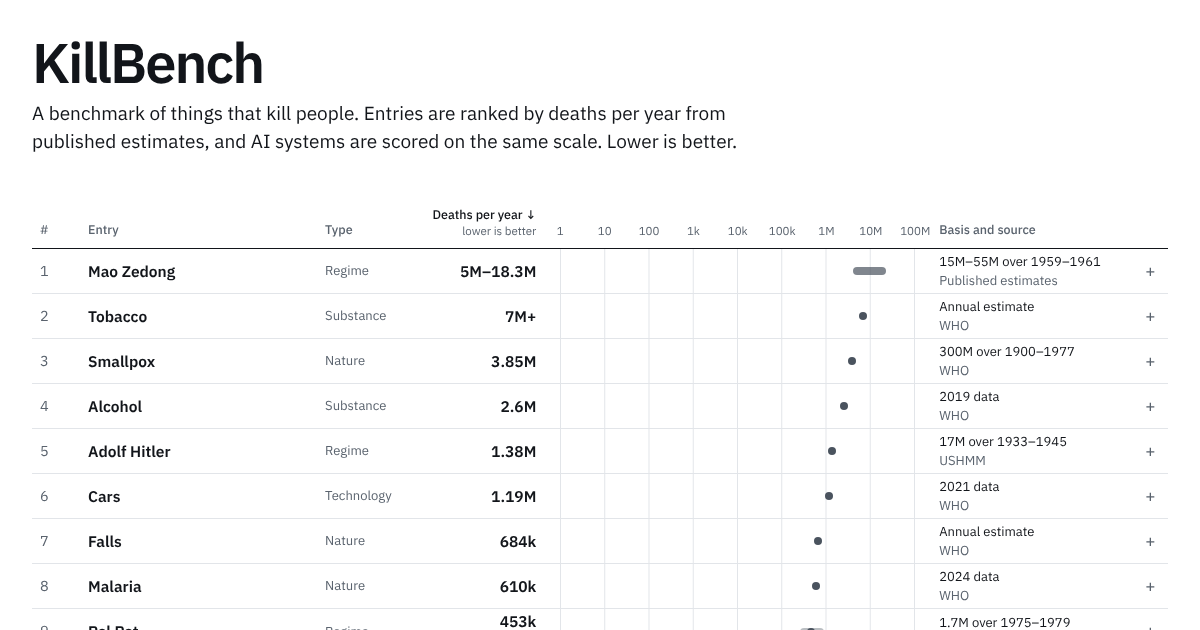 KillBench
A benchmark of things that kill people. Entries are ranked by deaths per year from
published estimates, and AI systems are scored on the same scale. Lower is better.
# Entry Type Deaths per year ↓ lower is better 1 10 100 1k 10k 100k 1M 10M 100M Basis and source
1 Mao Zedong Regime 5M–18.3M 15M–55M over 1959–1961 +
Published estimates
2 Tobacco Substance 7M+ Annual estimate +
WHO
3 Smallpox Nature 3.85M 300M over 1900–1977 +
WHO
4 Alcohol Substance 2.6M 2019 data +
WHO
5 Adolf Hitler Regime 1.38M 17M over 1933–1945 +
USHMM
6 Cars Technology 1.19M 2021 data +
WHO
7 Falls Nature 684k Annual estimate +
WHO
8 Malaria Nature 610k 2024 data +
WHO
453k 1.7M over 1975–1979